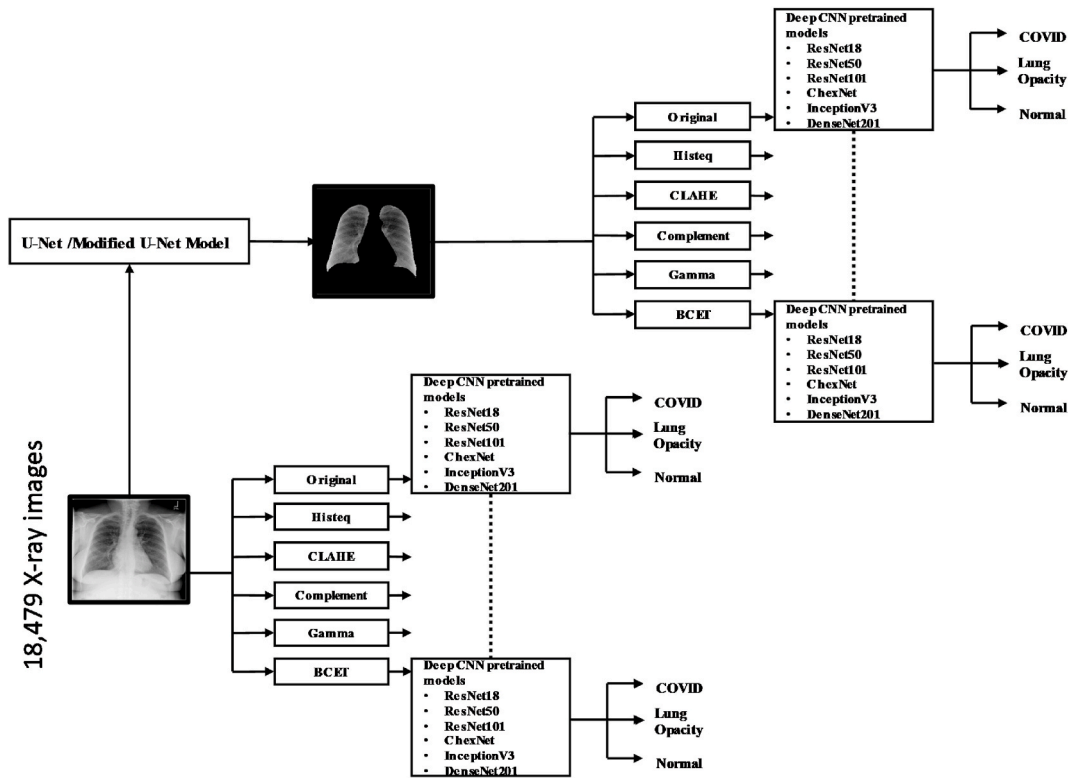 Deep CNN pretrained
models
• ResNet18
• ResNet50
• ResNet101
• ChexNet
• InceptionV3
• DenseNet201
COVID
Lung
Opacity
Normal
Original
Histeq
CLAHE
Complement
Gamma
BCET
U-Net /Modified U-Net Model
Deep CNN pretrained
models
• ResNet18
• ResNet50
• ResNet101
• ChexNet
• InceptionV3
• DenseNet201
COVID
Lung
Opacity
Normal
18,479 X-ray images
Original
Histeq
CLAHE
Complement
Gamma
BCET
Deep CNN pretrained
models
• ResNet18
• ResNet50
• ResNet101
• ChexNet
• InceptionV3
• DenseNet201
COVID
Lung
Opacity
Normal
Deep CNN pretrained
models
• ResNet18
• ResNet50
• ResNet101
• ChexNet
• InceptionV3
• DenseNet201
COVID
Lung
Opacity
Normal